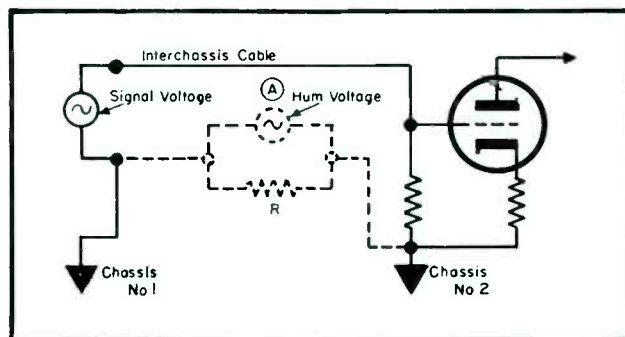 Interchassis Cable
A
Signal Voltage
Hum Voltage
R
Chassis
No 1
Chassis
No 2